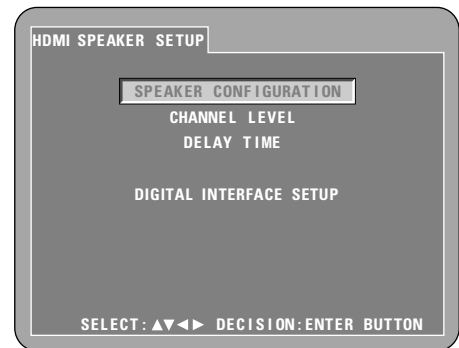 HDMI SPEAKER SETUP
SPEAKER CONFIGURATION
CHANNEL LEVEL
DELAY TIME
DIGITAL INTERFACE SETUP
SELECT:▲▼◄► DECISION:ENTER BUTTON